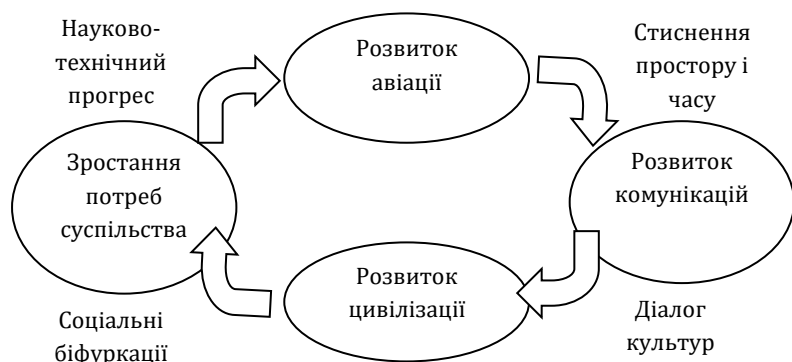 Науково-
технічний
прогрес
Розвиток
авіації
Стиснення
простору і
часу
Зростання
потреб
суспільства
Розвиток
комунікацій
Розвиток
цивілізації
Соціальні
біфуркації
Діалог
культур